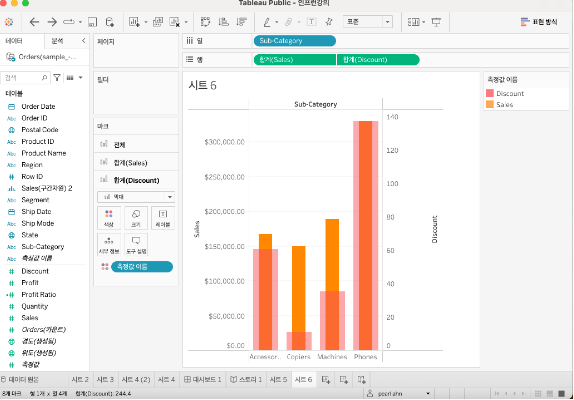 Tableau Public - 인프런강의
표준
표현 방식
데이터
분석
Orders(sample_-...
검색
테이블
Order Date
Order ID
Postal Code
Product ID
Product Name
Region
Row ID
Sales(구간차원) 2
Segment
Ship Date
Ship Mode
State
Sub-Category
측정값 이름
Discount
Profit
Profit Ratio
Quantity
Sales
Orders(카운트)
경도(생성됨)
위도(생성됨)
측정값
페이지
필터
마크
전체
합계(Sales)
합계(Discount)
막대
색상
크기
레이블
세부 정보
도구 설명
측정값 이름
열
Sub-Category
행
합계(Sales)
합계(Discount)
시트 6
Sub-Category
$300,000.00
$250,000.00
$200,000.00
$150,000.00
$100,000.00
$50,000.00
$0.00
Sales
140
120
100
80
60
40
20
0
Discount
Accessor..
Copiers
Machines
Phones
측정값 이름
Discount
Sales
데이터 원본
시트 2
시트 3
시트 4 (2)
시트 4
대시보드 1
스토리 1
시트 5
시트 6
8개 마크
행 1개 x 열 4개
합계(Discount): 244.4
pearl ahn